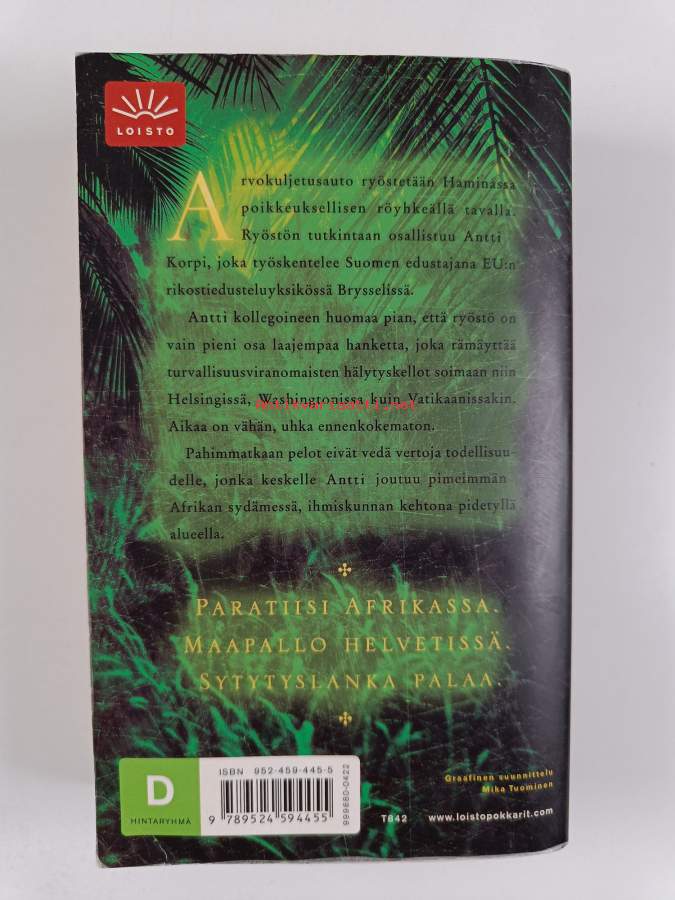 LOISTO
Arvokuljetusauto ryöstetään Haminassa
poikkeuksellisen röyhkeällä tavalla.
Ryöstön tutkintaan osallistuu Antti
Korpi, joka työskentelee Suomen edustajana EU:n
rikostiedusteluyksikössä Brysselissä.
Antti kollegoineen huomaa pian, että ryöstö on
vain pieni osa laajempaa hanketta, joka rämäyttää
turvallisuusviranomaisten hälytyskellot soimaan niin
Helsingissä, Washingtonissa kuin Vatikaanissakin.
Aikaa on vähän, uhka ennenkokematon.
Pahimmatkaan pelot eivät vedä vertoja todellisuu-
delle, jonka keskelle Antti joutuu pimeimmän
Afrikan sydämessä, ihmiskunnan kehtona pidetyllä
alueella.
PARATIISI AFRIKASSA.
MAAPALLO HELVETISSÄ.
SYTYTYSLANKA PALAA.
D
HINTARYHMÄ
ISBN 952-459-445-5
9 789524 594455
999880-0422
Graafinen suunnittelu
Mika Tuominen
T842 www.loistopokkarit.com